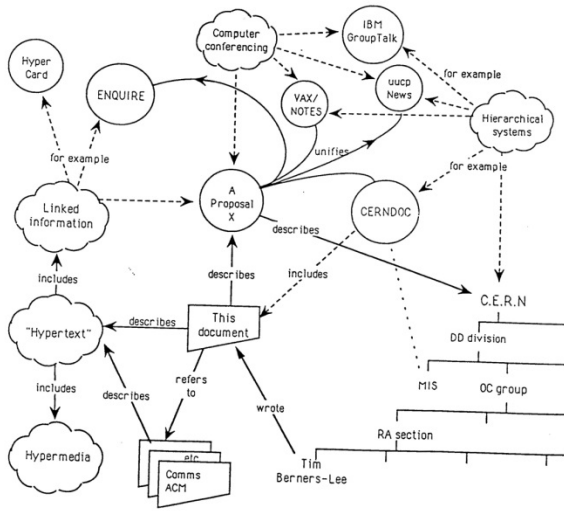 Computer
conferencing
IBM
GroupTalk
Hyper
Card
ENQUIRE
VAX/
NOTES
uucp
News
for example
Hierarchical
systems
unifies
for example
for example
Linked
information
A
Proposal
X
CERNDOC
describes
includes
describes
includes
C.E.R.N
"Hypertext"
describes
This
document
DD division
includes
describes
refers
to
wrote
MIS
OC group
Hypermedia
etc
Comms
ACM
RA section
Tim
Berners-Lee